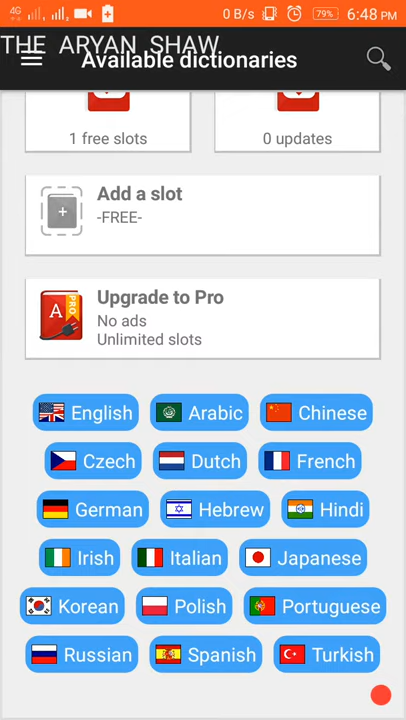 4G 0 B/s 79% 6:48 PM
THE ARYAN SHAW
Available dictionaries
1 free slots 0 updates
Add a slot
-FREE-
A PRO
Upgrade to Pro
No ads
Unlimited slots
English Arabic Chinese
Czech Dutch French
German Hebrew Hindi
Irish Italian Japanese
Korean Polish Portuguese
Russian Spanish Turkish